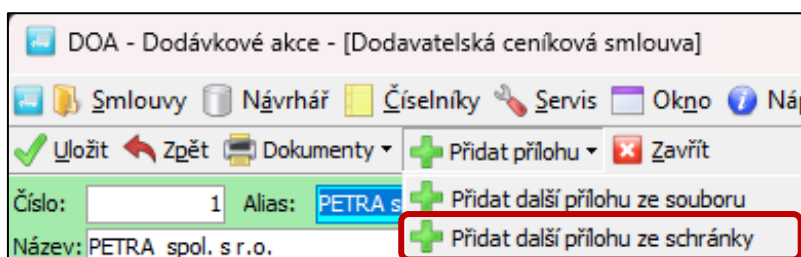 DOA - Dodávkové akce - [Dodavatelská ceníková smlouva]
Smlouvy Návrhář Číselníky Servis Okno
Uložit Zpět Dokumenty Přidat přílohu Zavřít
Číslo: 1 Alias: PETRA Přidat další přílohu ze souboru
Název: PETRA spol. s r.o. Přidat další přílohu ze schránky